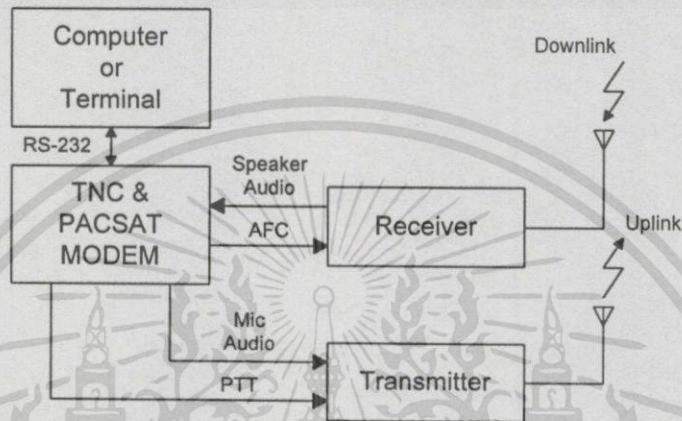 Computer
or
Terminal
Downlink
RS-232
Speaker
Audio
TNC &
PACSAT
MODEM
AFC
Receiver
Uplink
Mic
Audio
PTT
Transmitter